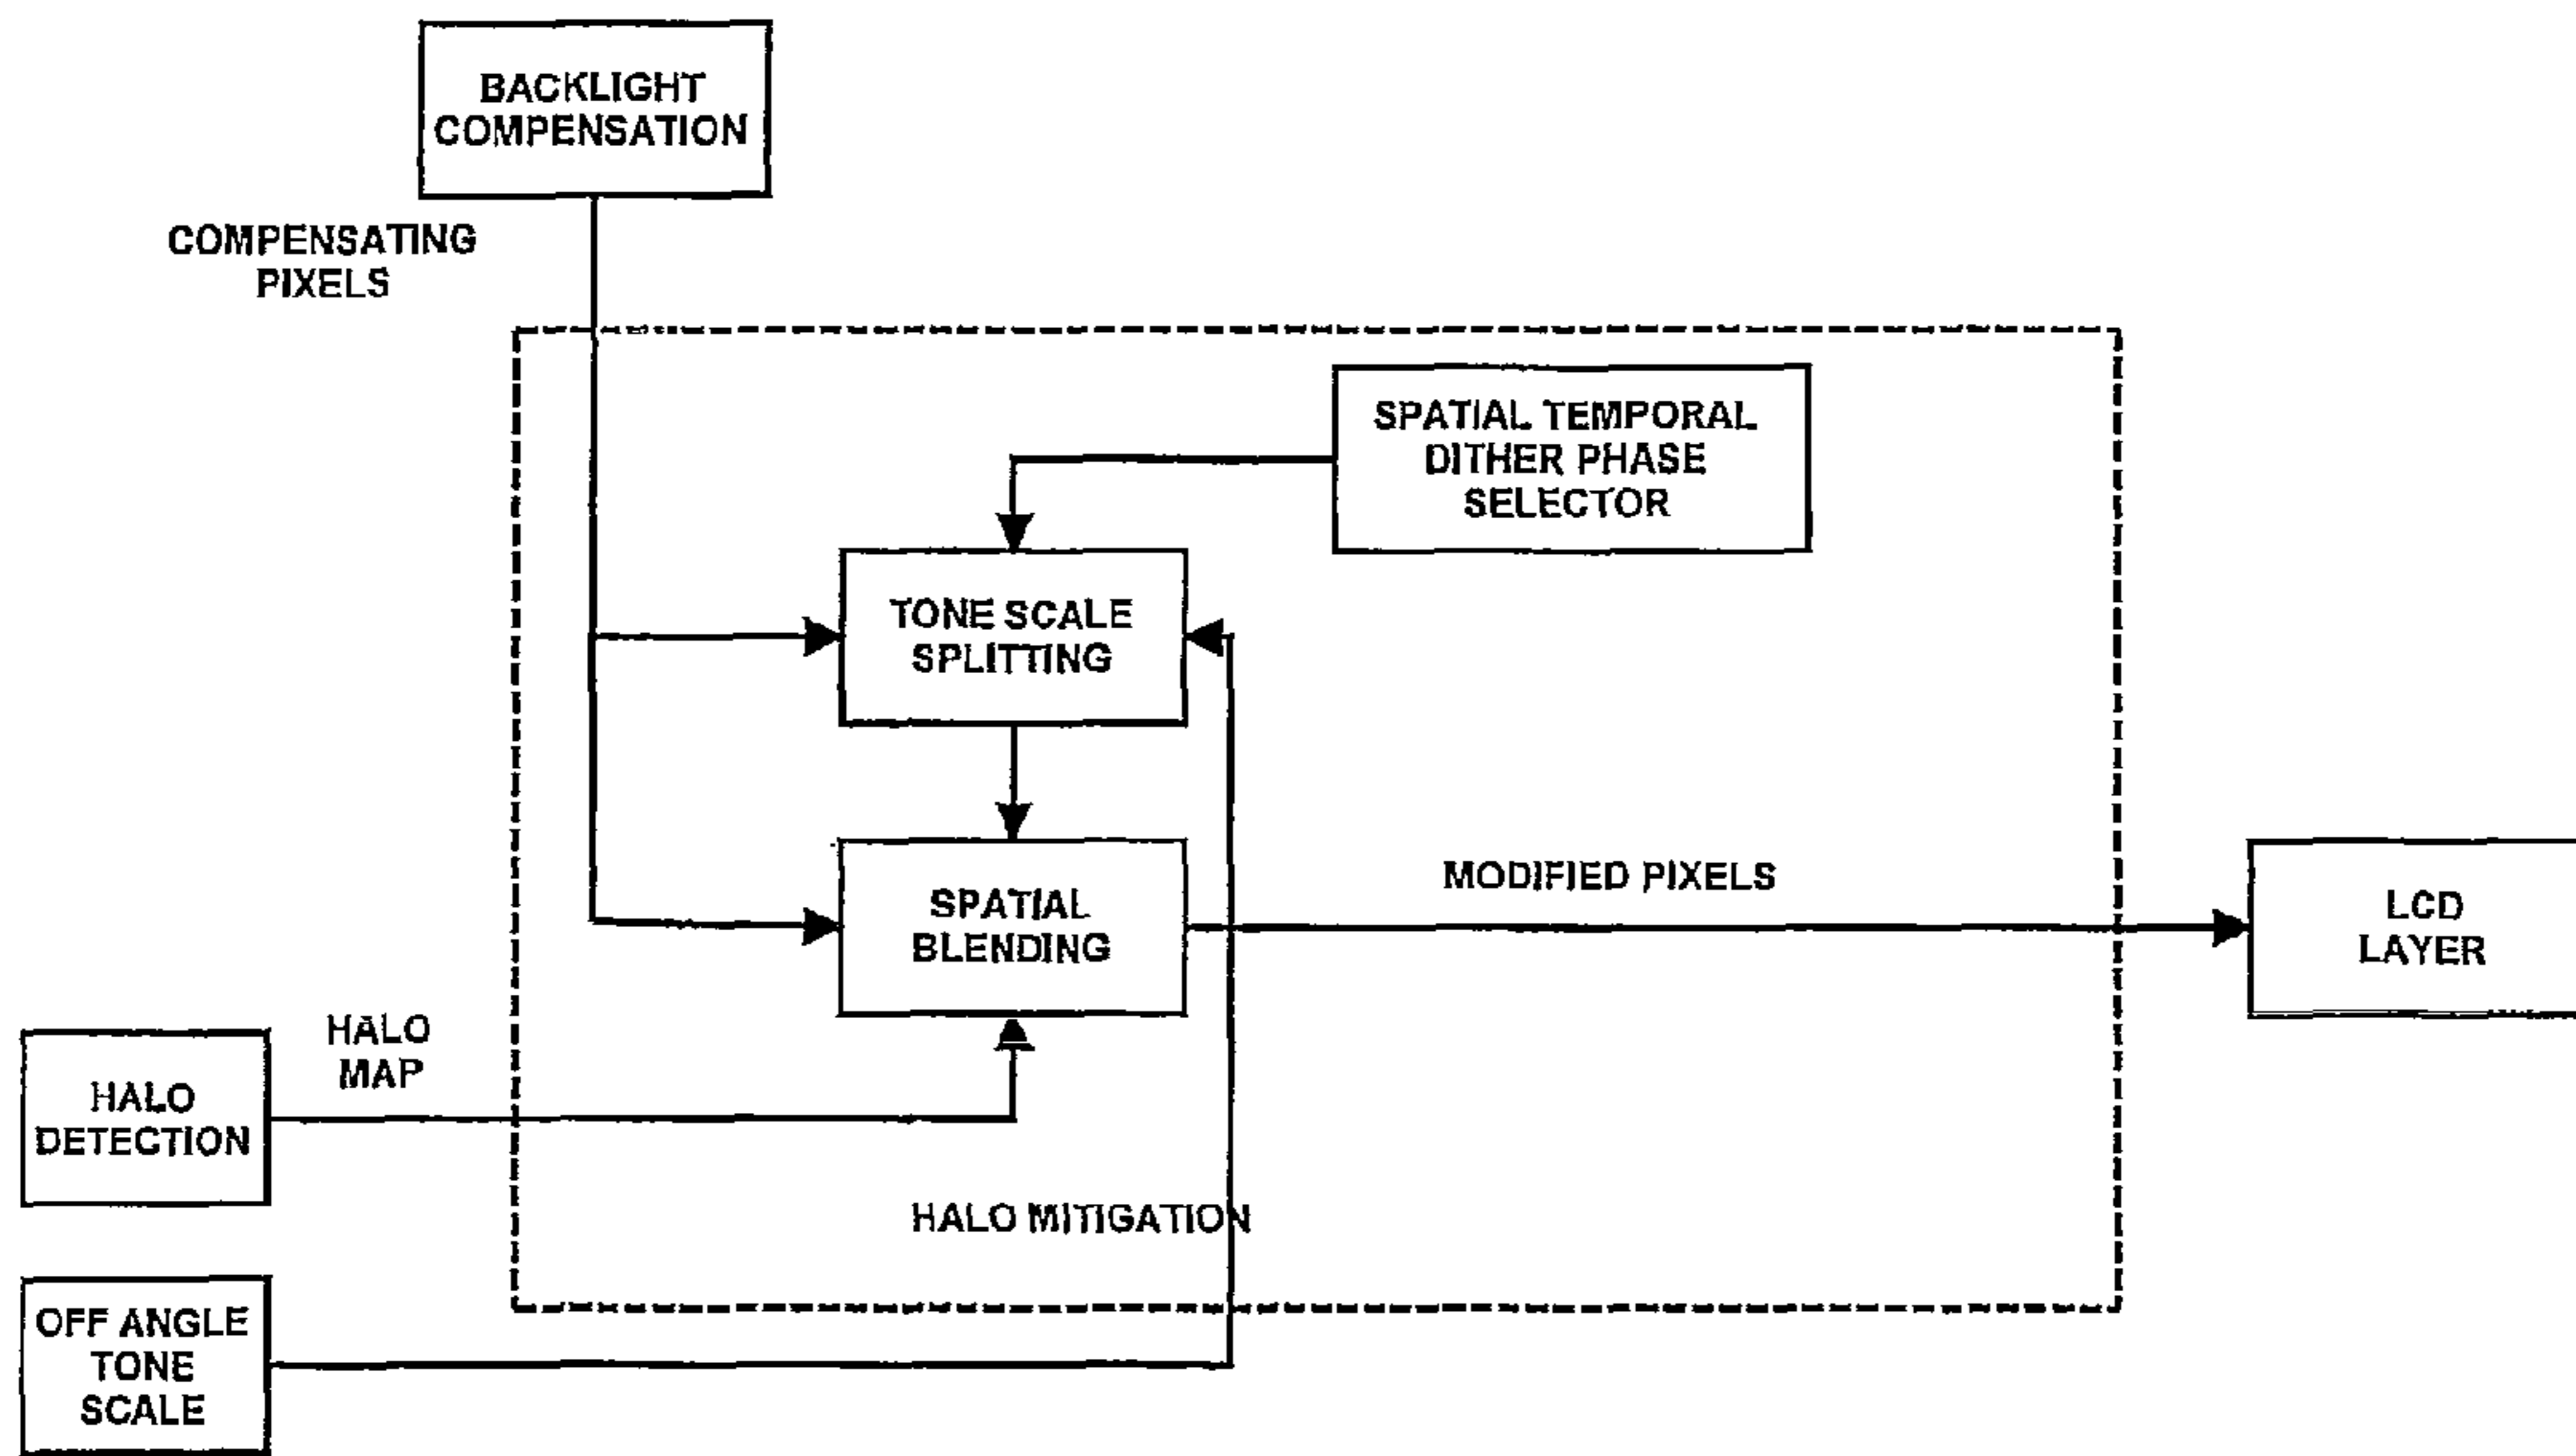 BACKLIGHT
COMPENSATION
COMPENSATING
PIXELS
SPATIAL TEMPORAL
DITHER PHASE
SELECTOR
TONE SCALE
SPLITTING
SPATIAL
BLENDING
MODIFIED PIXELS
LCD
LAYER
HALO
MAP
HALO
DETECTION
HALO MITIGATION
OFF ANGLE
TONE
SCALE